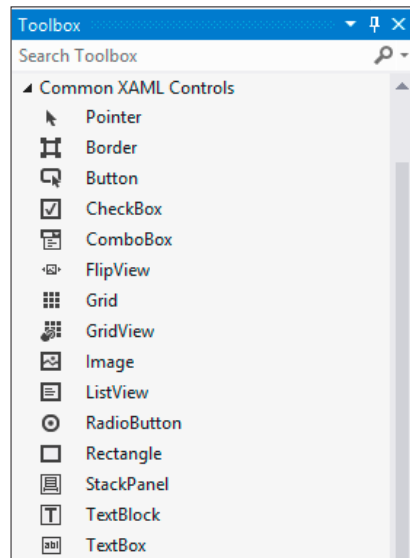 Toolbox
Search Toolbox
Common XAML Controls
Pointer
Border
Button
CheckBox
ComboBox
FlipView
Grid
GridView
Image
ListView
RadioButton
Rectangle
StackPanel
TextBlock
abl TextBox